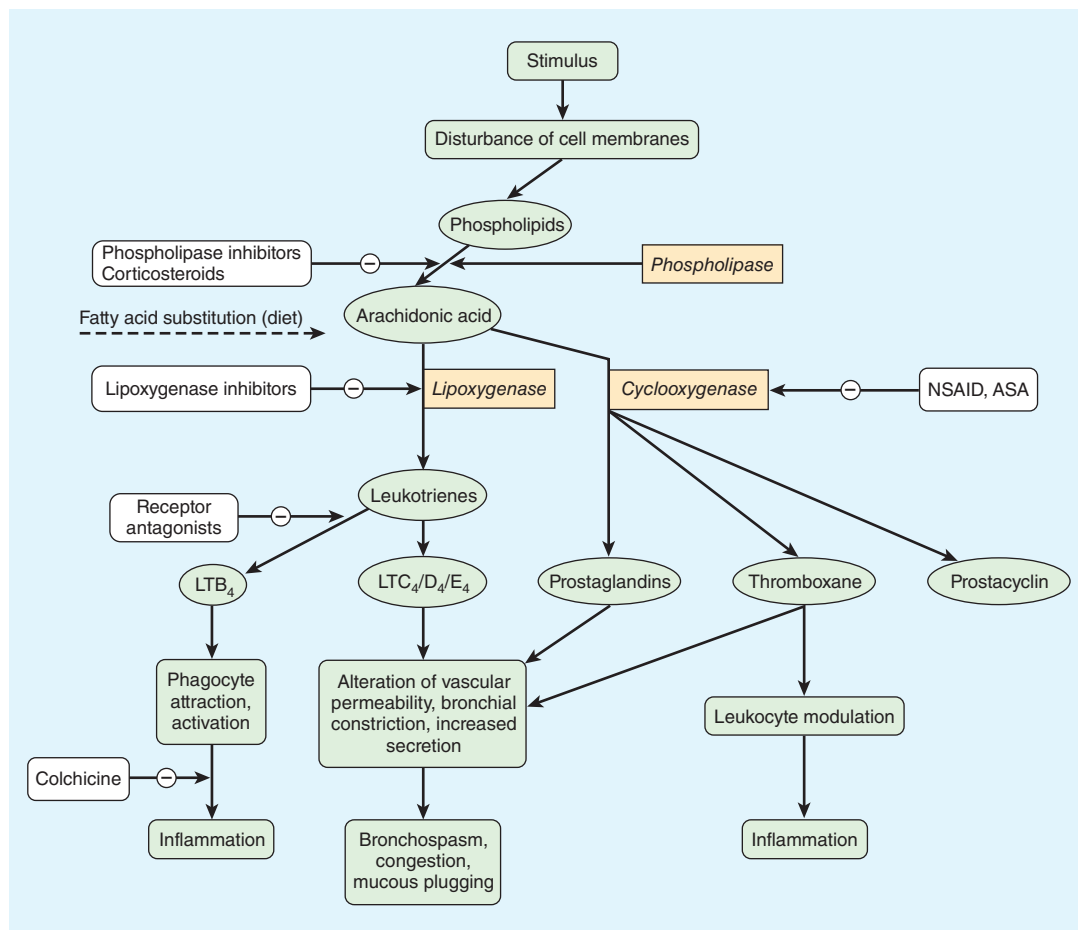 Stimulus
Disturbance of cell membranes
Phospholipids
Phospholipase inhibitors
Corticosteroids
−
Phospholipase
Fatty acid substitution (diet)
Arachidonic acid
Lipoxygenase inhibitors
−
Lipoxygenase
Cyclooxygenase
−
NSAID, ASA
Leukotrienes
Receptor
antagonists
−
LTB₄
LTC₄/D₄/E₄
Prostaglandins
Thromboxane
Prostacyclin
Phagocyte
attraction,
activation
Alteration of vascular
permeability, bronchial
constriction, increased
secretion
Leukocyte modulation
Colchicine
−
Inflammation
Bronchospasm,
congestion,
mucous plugging
Inflammation